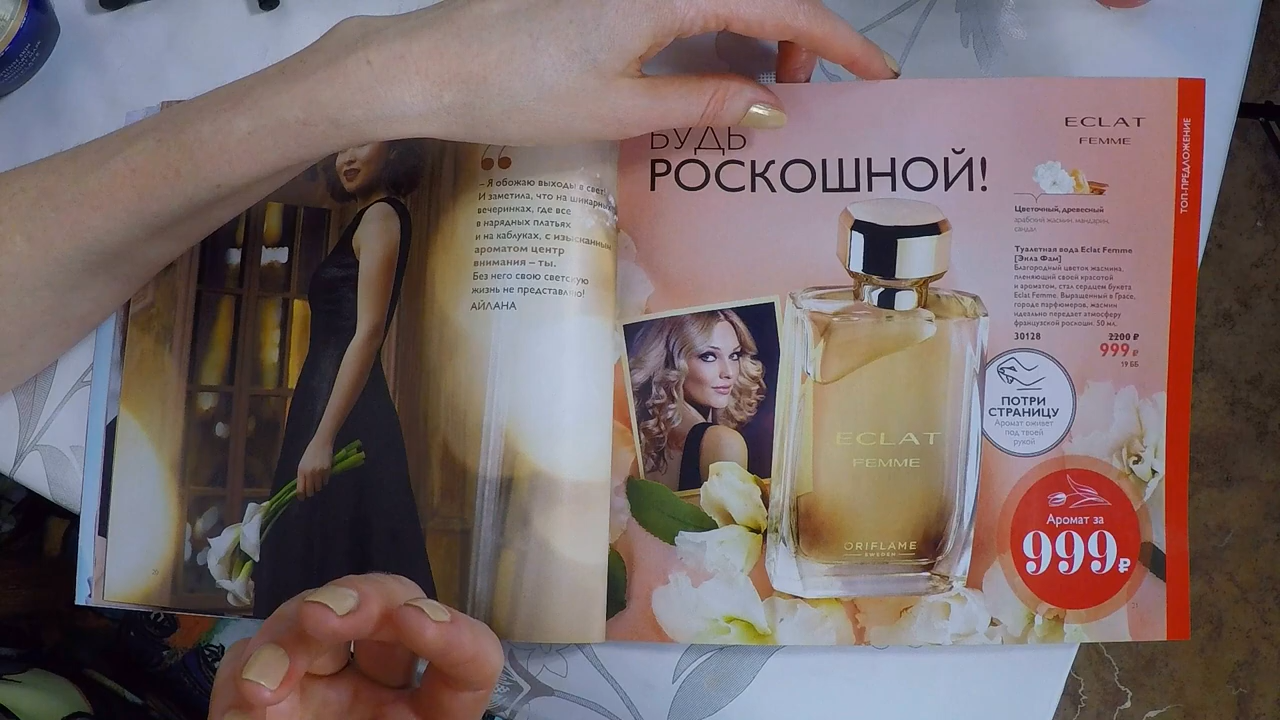 – Я обожаю выходы в свет!
И заметила, что на шикарных
вечеринках, где все
в нарядных платьях
и на каблуках, с изысканным
ароматом центр
внимания – ты.
Без него свою светскую
жизнь не представляю!
АЙЛАНА
20
БУДЬ
РОСКОШНОЙ!
ECLAT
FEMME
ORIFLAME
SWEDEN
ECLAT
FEMME
Цветочный, древесный
арабский жасмин, мандарин,
сандал
Туалетная вода Eclat Femme
[Экла Фам]
Благородный цветок жасмина,
пленяющий своей красотой
и ароматом, стал сердцем букета
Eclat Femme. Выращенный в Грасе,
городе парфюмеров, жасмин
идеально передает атмосферу
французской роскоши. 50 мл.
30128 2200 ₽
999 ₽
19 ББ
ПОТРИ
СТРАНИЦУ
Аромат оживет
под твоей
рукой
Аромат за
999₽
21
ТОП-ПРЕДЛОЖЕНИЕ